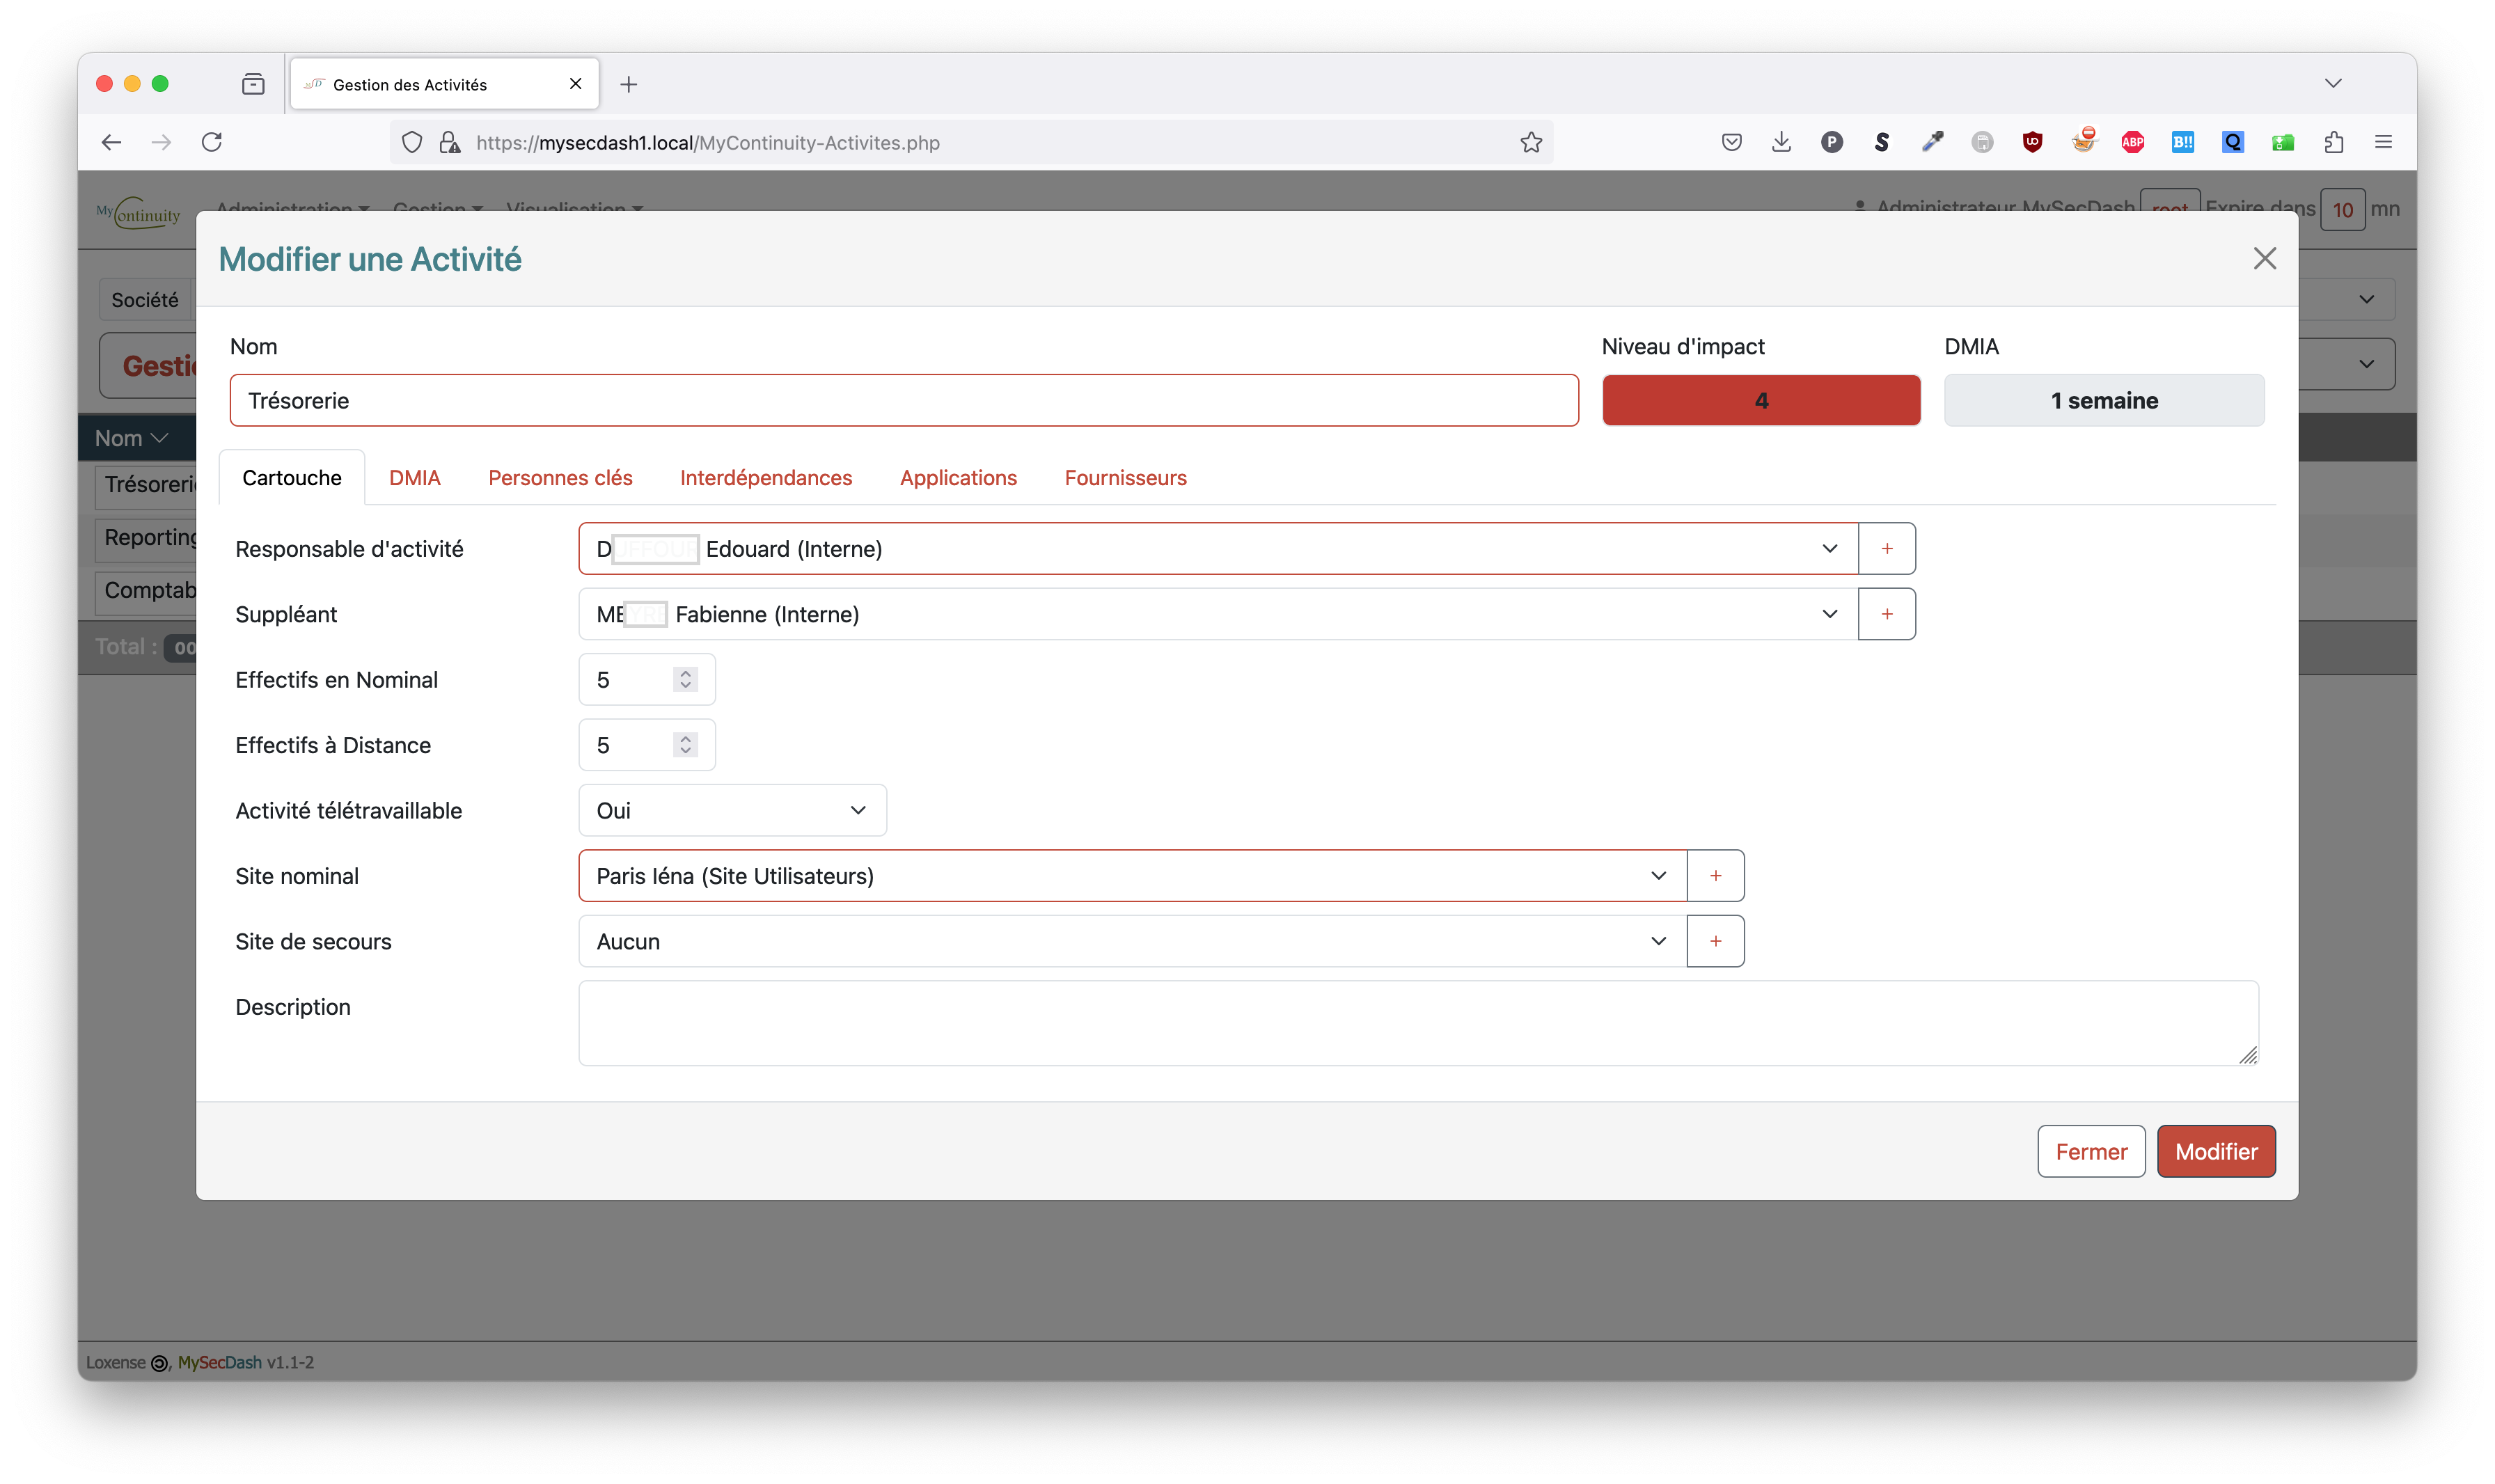 Gestion des Activités
https://mysecdash1.local/MyContinuity-Activites.php
MyContinuity Administration Gestion Visualisation Administrateur MySecDash root Expire dans 10 mn
Modifier une Activité
Société
Nom Niveau d'impact DMIA
Gesti
Trésorerie 4 1 semaine
Nom
Cartouche DMIA Personnes clés Interdépendances Applications Fournisseurs
Trésoreri
Reporting
Responsable d'activité D Edouard (Interne) +
Comptab
Suppléant ME Fabienne (Interne) +
Total : 00
Effectifs en Nominal 5
Effectifs à Distance 5
Activité télétravaillable Oui
Site nominal Paris Iéna (Site Utilisateurs) +
Site de secours Aucun +
Description
Fermer Modifier
Loxense , MySecDash v1.1-2